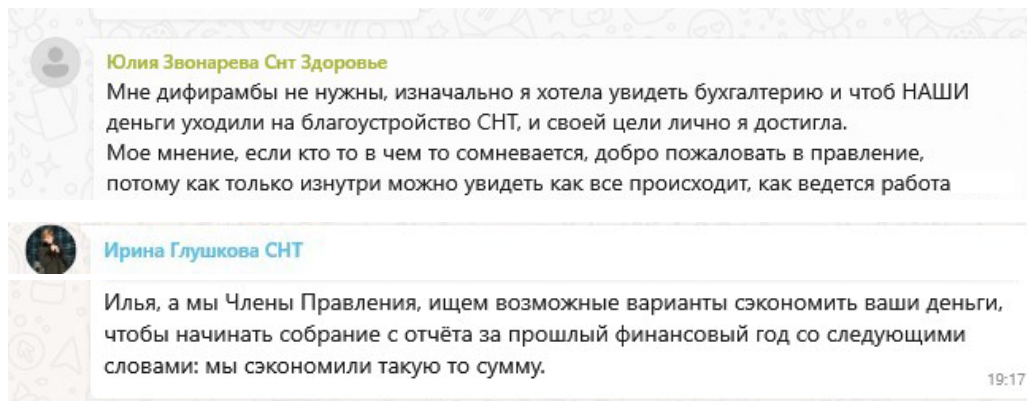 Юлия Звонарева Снт Здоровье
Мне дифирамбы не нужны, изначально я хотела увидеть бухгалтерию и чтоб НАШИ
деньги уходили на благоустройство СНТ, и своей цели лично я достигла.
Мое мнение, если кто то в чем то сомневается, добро пожаловать в правление,
потому как только изнутри можно увидеть как все происходит, как ведется работа
Ирина Глушкова СНТ
Илья, а мы Члены Правления, ищем возможные варианты сэкономить ваши деньги,
чтобы начинать собрание с отчёта за прошлый финансовый год со следующими
словами: мы сэкономили такую то сумму.
19:17